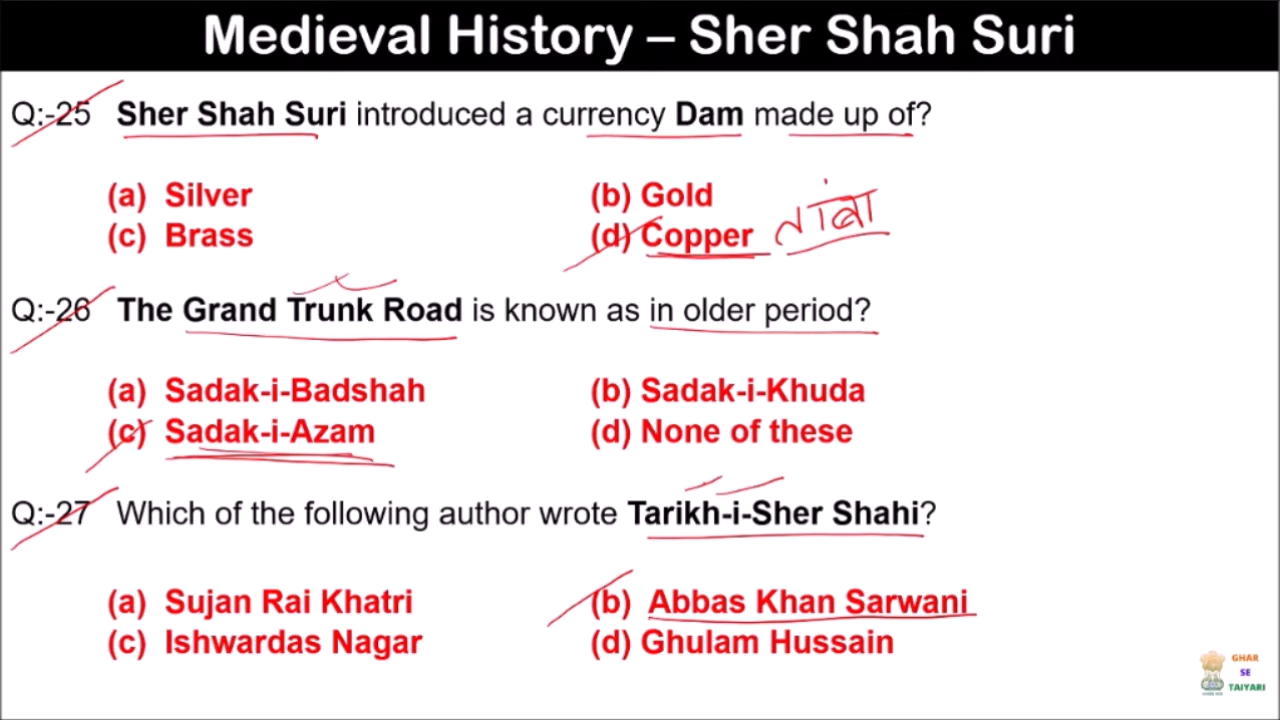 Medieval History – Sher Shah Suri
Q:-25 Sher Shah Suri introduced a currency Dam made up of?
(a) Silver (b) Gold
(c) Brass (d) Copper तांबा
Q:-26 The Grand Trunk Road is known as in older period?
(a) Sadak-i-Badshah (b) Sadak-i-Khuda
(c) Sadak-i-Azam (d) None of these
Q:-27 Which of the following author wrote Tarikh-i-Sher Shahi?
(a) Sujan Rai Khatri (b) Abbas Khan Sarwani
(c) Ishwardas Nagar (d) Ghulam Hussain
GHAR
SE
TAIYARI